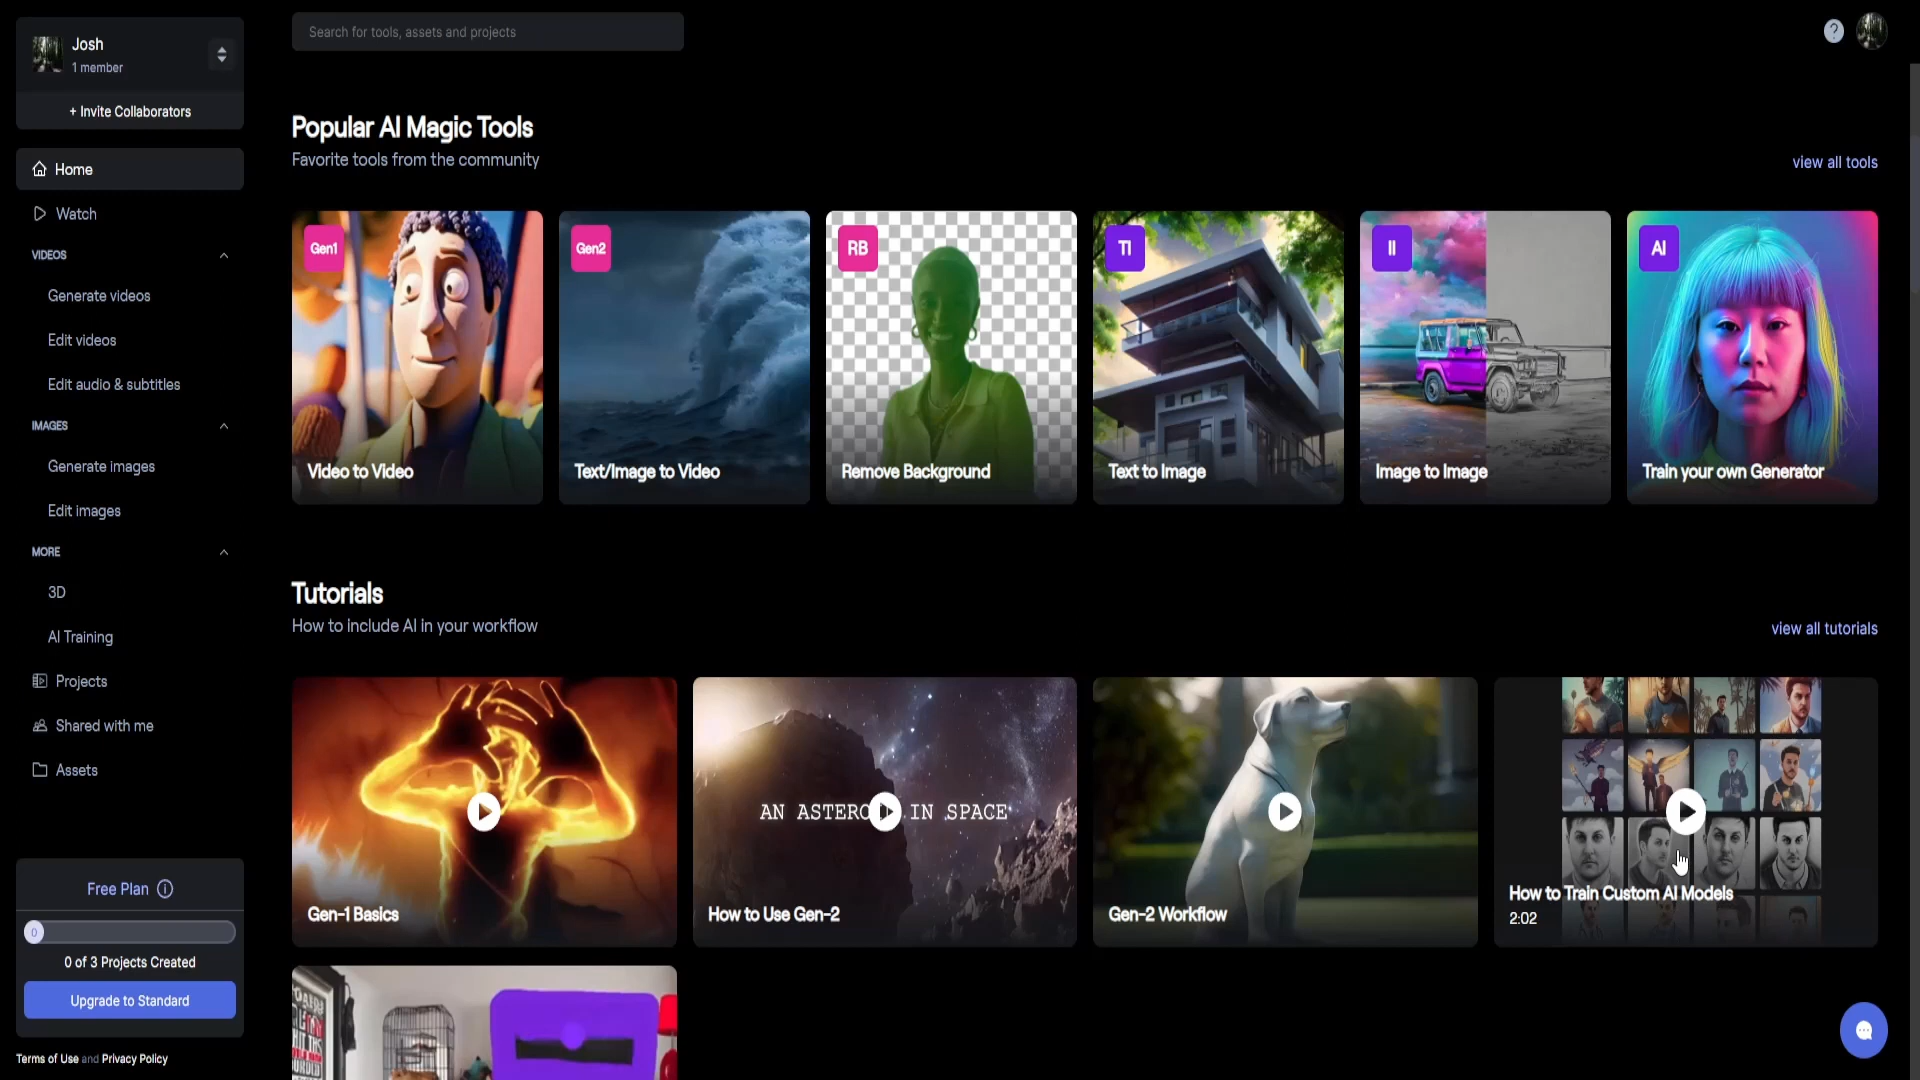 Josh
1 member
+ Invite Collaborators
Home
Watch
VIDEOS
Generate videos
Edit videos
Edit audio & subtitles
IMAGES
Generate images
Edit images
MORE
3D
AI Training
Projects
Shared with me
Assets
Free Plan
0
0 of 3 Projects Created
Upgrade to Standard
Terms of Use and Privacy Policy
Search for tools, assets and projects
?
Popular AI Magic Tools
Favorite tools from the community
view all tools
Gen1
Video to Video
Gen2
Text/Image to Video
RB
Remove Background
TI
Text to Image
II
Image to Image
AI
Train your own Generator
Tutorials
How to include AI in your workflow
view all tutorials
Gen-1 Basics
AN IN SPACE
How to Use Gen-2
Gen-2 Workflow
How to Train Custom AI Models
2:02